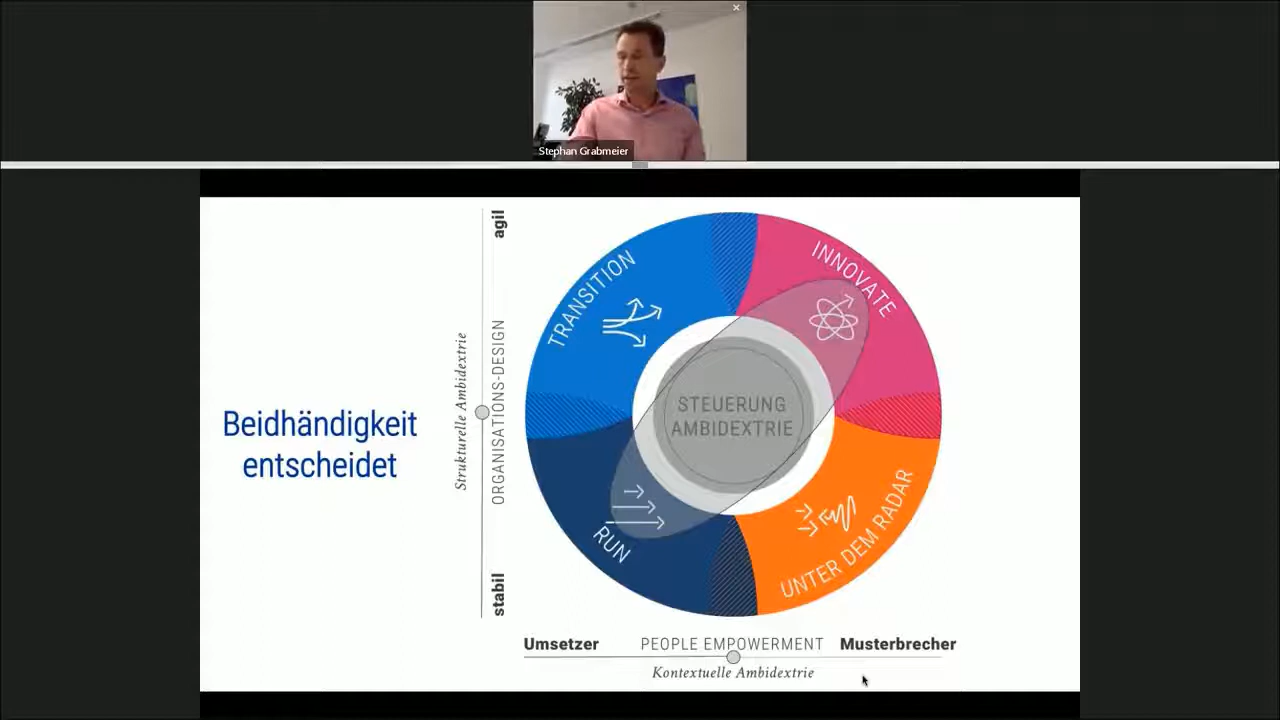 Stephan Grabmeier
Beidhändigkeit
entscheidet
agil
ORGANISATIONS-DESIGN
Strukturelle Ambidextrie
stabil
TRANSITION
INNOVATE
STEUERUNG
AMBIDEXTRIE
RUN
UNTER DEM RADAR
Umsetzer
PEOPLE EMPOWERMENT
Musterbrecher
Kontextuelle Ambidextrie